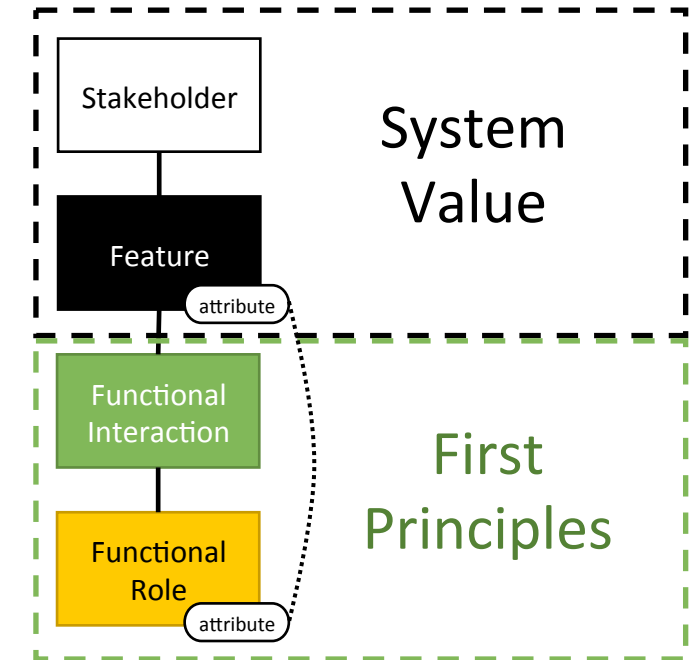 Stakeholder
System
Value
Feature
attribute
Functional
Interaction
First
Principles
Functional
Role
attribute